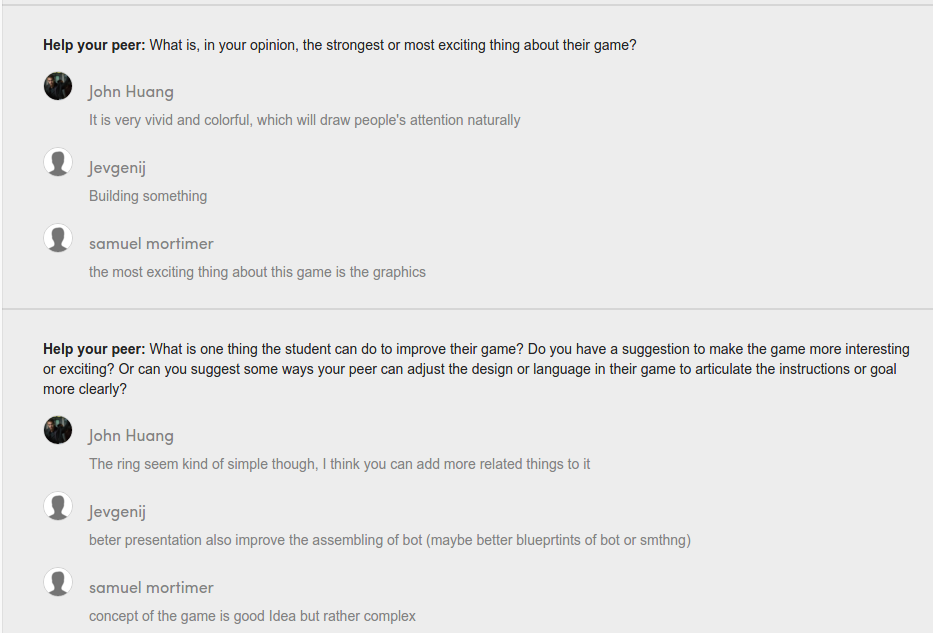 Help your peer: What is, in your opinion, the strongest or most exciting thing about their game?
John Huang
It is very vivid and colorful, which will draw people's attention naturally
Jevgenij
Building something
samuel mortimer
the most exciting thing about this game is the graphics
Help your peer: What is one thing the student can do to improve their game? Do you have a suggestion to make the game more interesting
or exciting? Or can you suggest some ways your peer can adjust the design or language in their game to articulate the instructions or goal
more clearly?
John Huang
The ring seem kind of simple though, I think you can add more related things to it
Jevgenij
beter presentation also improve the assembling of bot (maybe better blueprtints of bot or smthng)
samuel mortimer
concept of the game is good Idea but rather complex